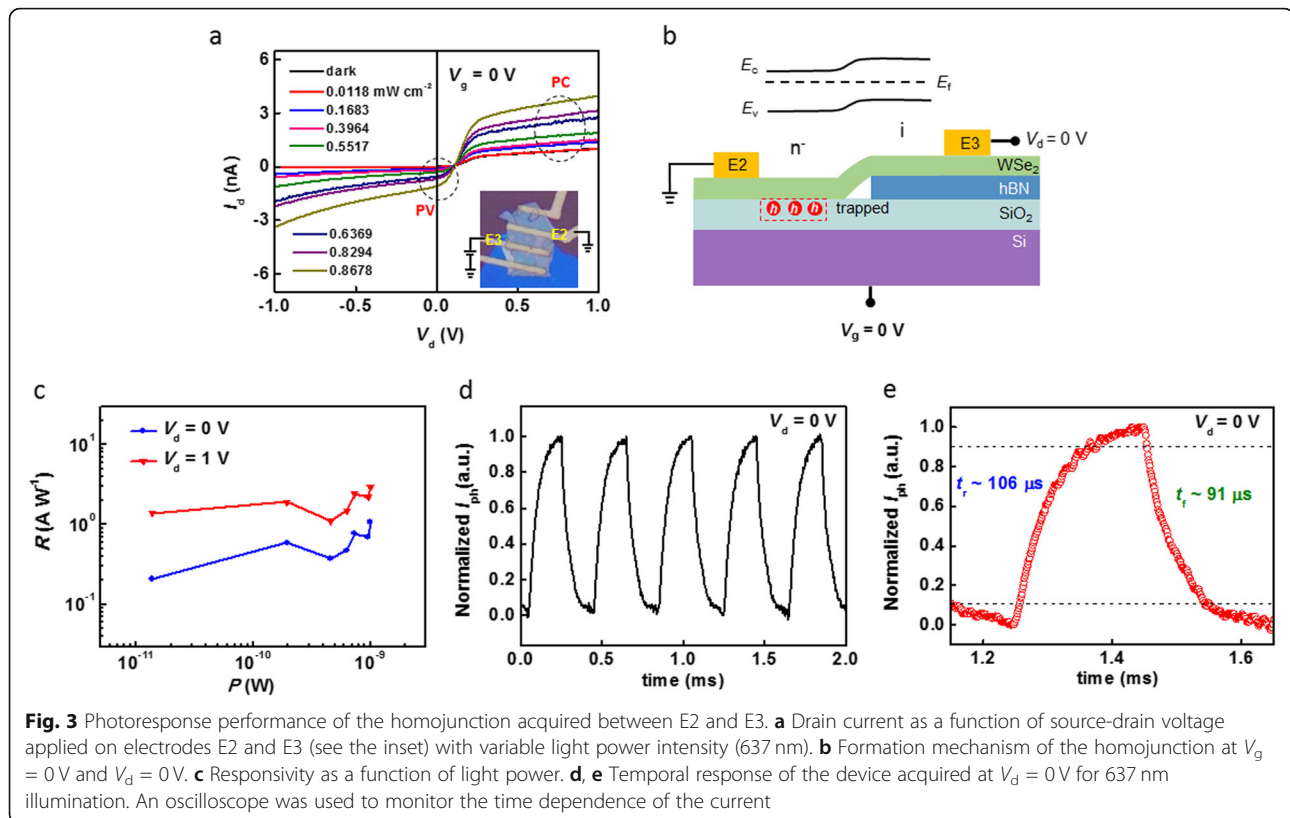 a
6
3
0
-3
-6
I_d (nA)
dark
0.0118 mW cm⁻²
0.1683
0.3964
0.5517
V_g = 0 V
PC
PV
0.6369
0.8294
0.8678
E3
E2
-1.0 -0.5 0.0 0.5 1.0
V_d (V)
b
E_c
E_f
E_v
i
n⁻
E2
E3
V_d = 0 V
WSe₂
hBN
trapped
h h h
SiO₂
Si
V_g = 0 V
c
V_d = 0 V
V_d = 1 V
10¹
10⁰
10⁻¹
R (A W⁻¹)
10⁻¹¹ 10⁻¹⁰ 10⁻⁹
P (W)
d
V_d = 0 V
1.0
0.8
0.6
0.4
0.2
0.0
Normalized I_ph (a.u.)
0.0 0.5 1.0 1.5 2.0
time (ms)
e
V_d = 0 V
1.0
0.8
0.6
0.4
0.2
0.0
Normalized I_ph (a.u.)
t_r ~ 106 μs
t_f ~ 91 μs
1.2 1.4 1.6
time (ms)
Fig. 3 Photoresponse performance of the homojunction acquired between E2 and E3. a Drain current as a function of source-drain voltage
applied on electrodes E2 and E3 (see the inset) with variable light power intensity (637 nm). b Formation mechanism of the homojunction at V_g
= 0 V and V_d = 0 V. c Responsivity as a function of light power. d, e Temporal response of the device acquired at V_d = 0 V for 637 nm
illumination. An oscilloscope was used to monitor the time dependence of the current